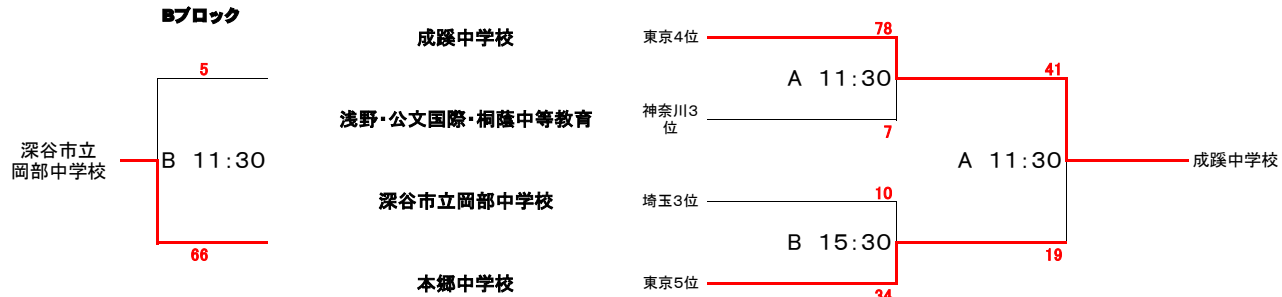 Bブロック
成蹊中学校
東京4位
78
5
A 11:30
41
浅野・公文国際・桐蔭中等教育
神奈川3
位
7
深谷市立
岡部中学校
B 11:30
A 11:30
成蹊中学校
深谷市立岡部中学校
埼玉3位
10
B 15:30
66
19
本郷中学校
東京5位
34